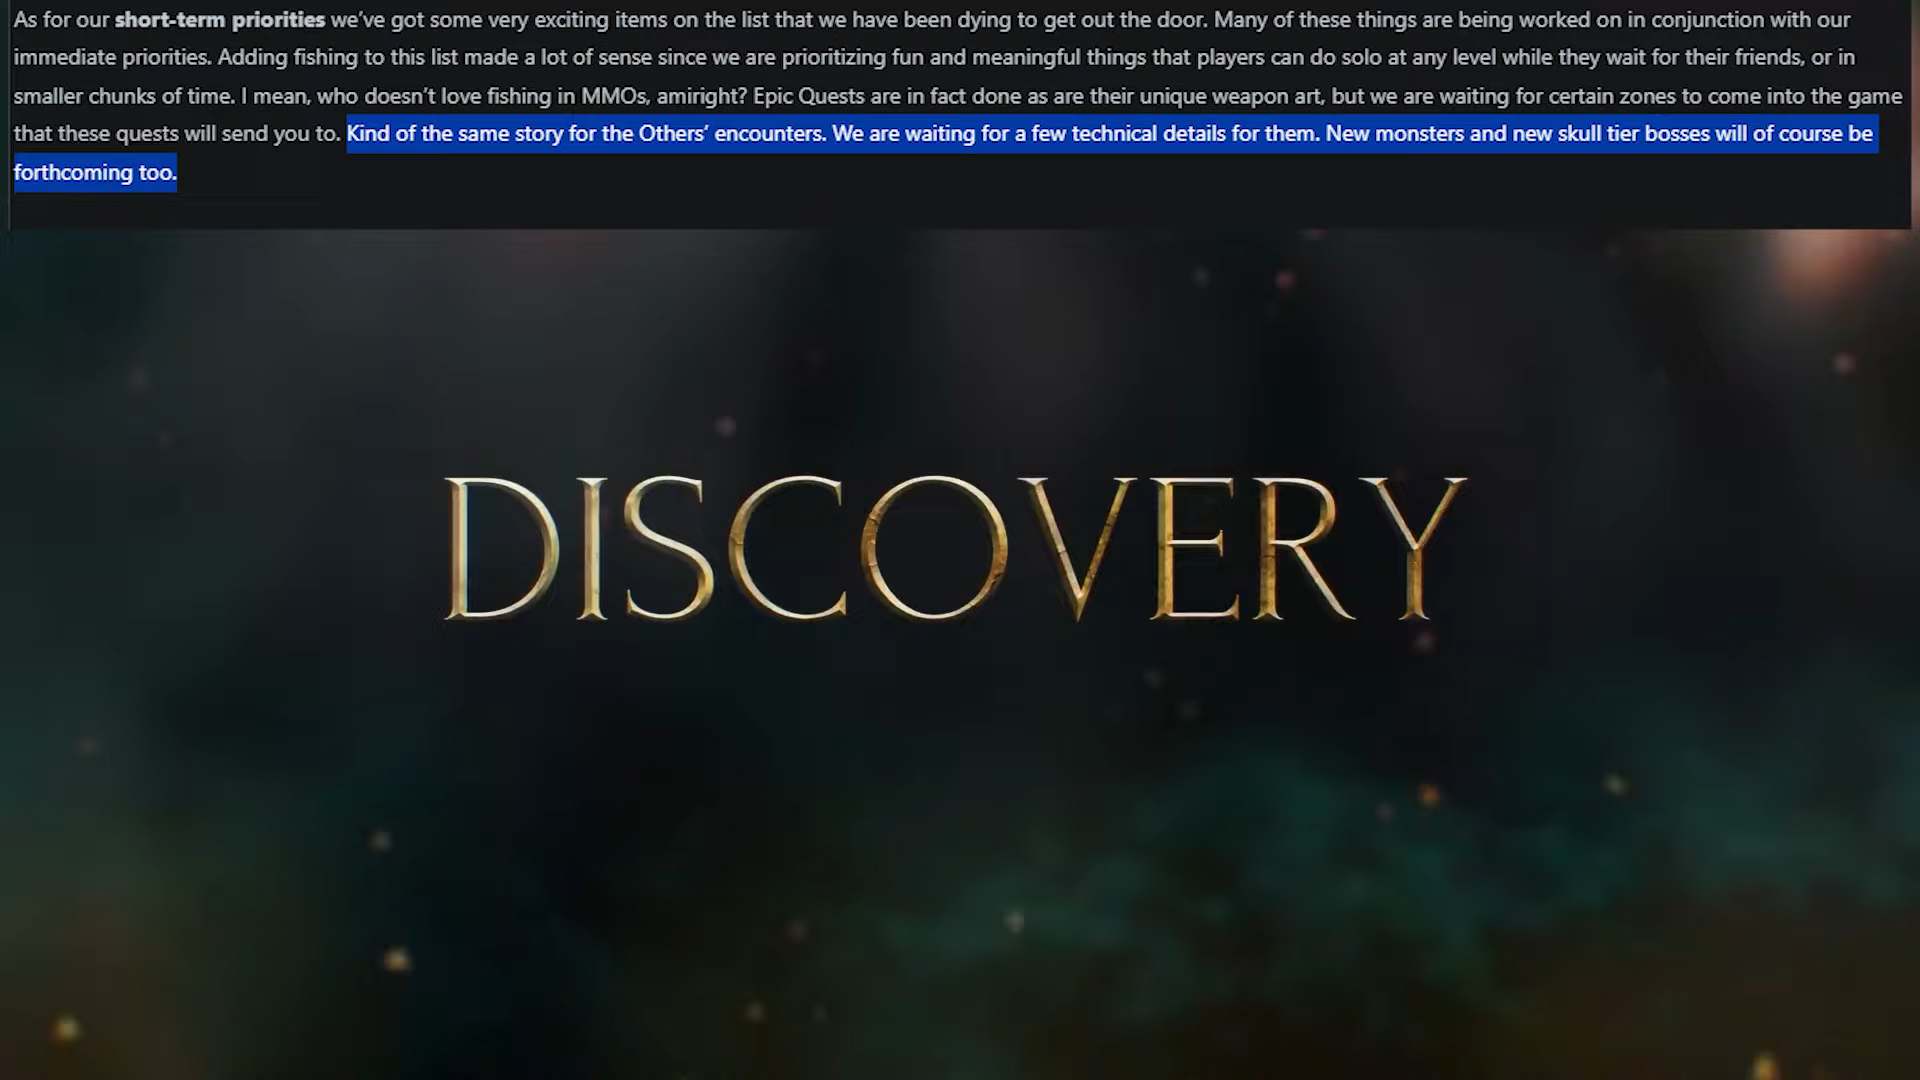 As for our short-term priorities we've got some very exciting items on the list that we have been dying to get out the door. Many of these things are being worked on in conjunction with our
immediate priorities. Adding fishing to this list made a lot of sense since we are prioritizing fun and meaningful things that players can do solo at any level while they wait for their friends, or in
smaller chunks of time. I mean, who doesn't love fishing in MMOs, amiright? Epic Quests are in fact done as are their unique weapon art, but we are waiting for certain zones to come into the game
that these quests will send you to. Kind of the same story for the Others' encounters. We are waiting for a few technical details for them. New monsters and new skull tier bosses will of course be
forthcoming too.
DISCOVERY